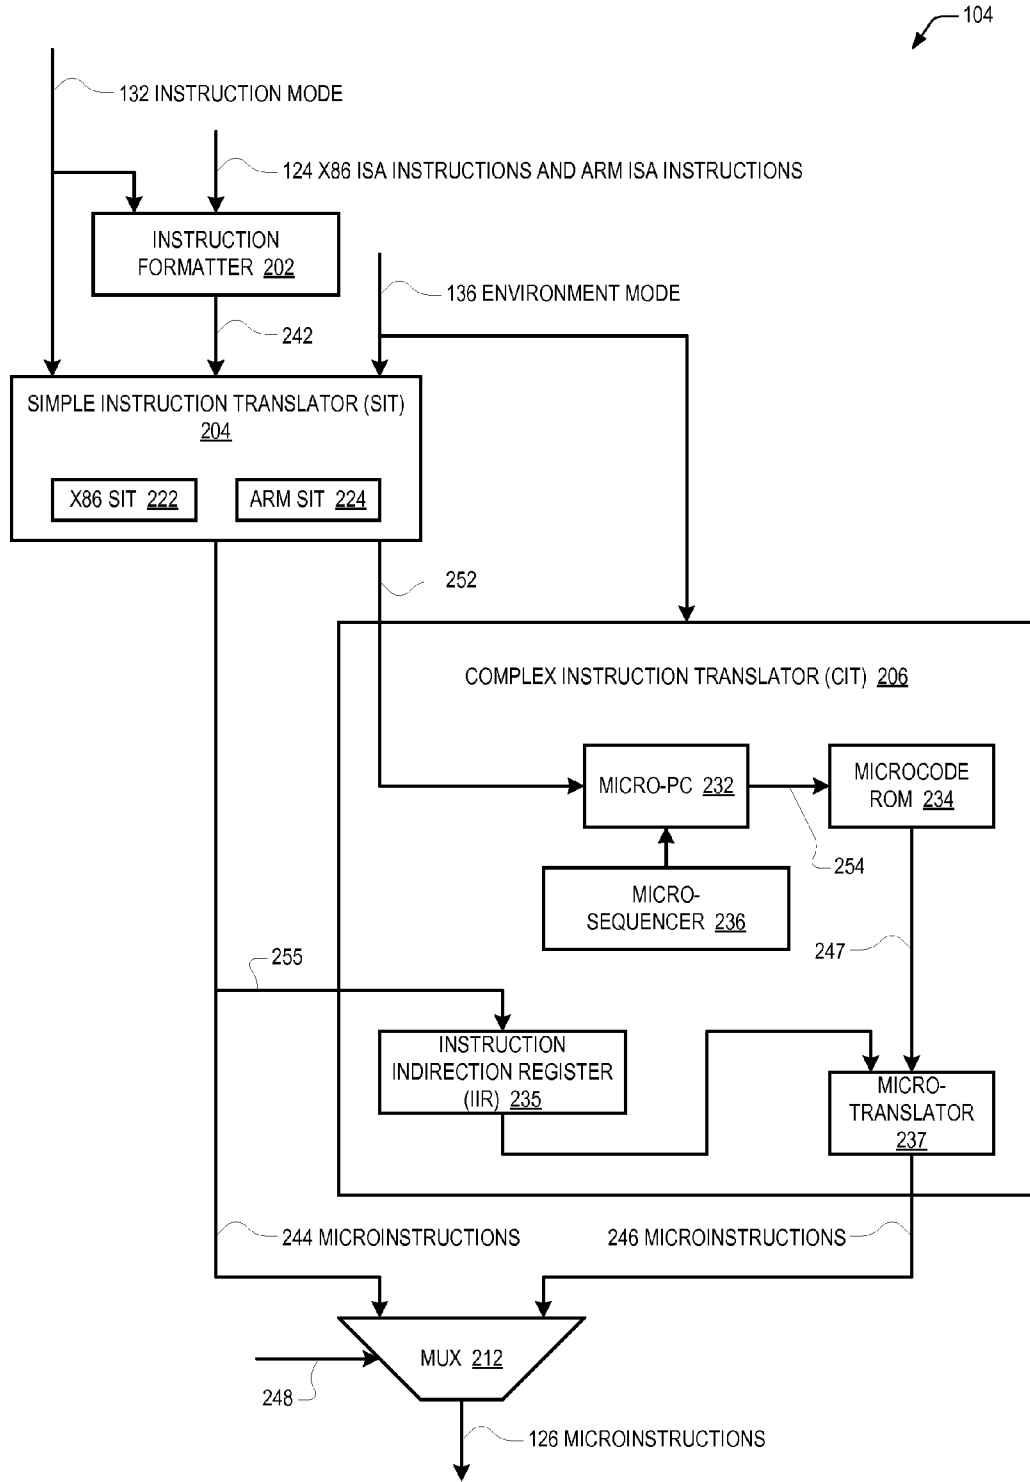 104
132 INSTRUCTION MODE
124 X86 ISA INSTRUCTIONS AND ARM ISA INSTRUCTIONS
INSTRUCTION
FORMATTER 202
136 ENVIRONMENT MODE
242
SIMPLE INSTRUCTION TRANSLATOR (SIT)
204
X86 SIT 222
ARM SIT 224
252
COMPLEX INSTRUCTION TRANSLATOR (CIT) 206
MICRO-PC 232
MICROCODE
ROM 234
254
MICRO-
SEQUENCER 236
247
255
INSTRUCTION
INDIRECTION REGISTER
(IIR) 235
MICRO-
TRANSLATOR
237
244 MICROINSTRUCTIONS
246 MICROINSTRUCTIONS
MUX 212
248
126 MICROINSTRUCTIONS